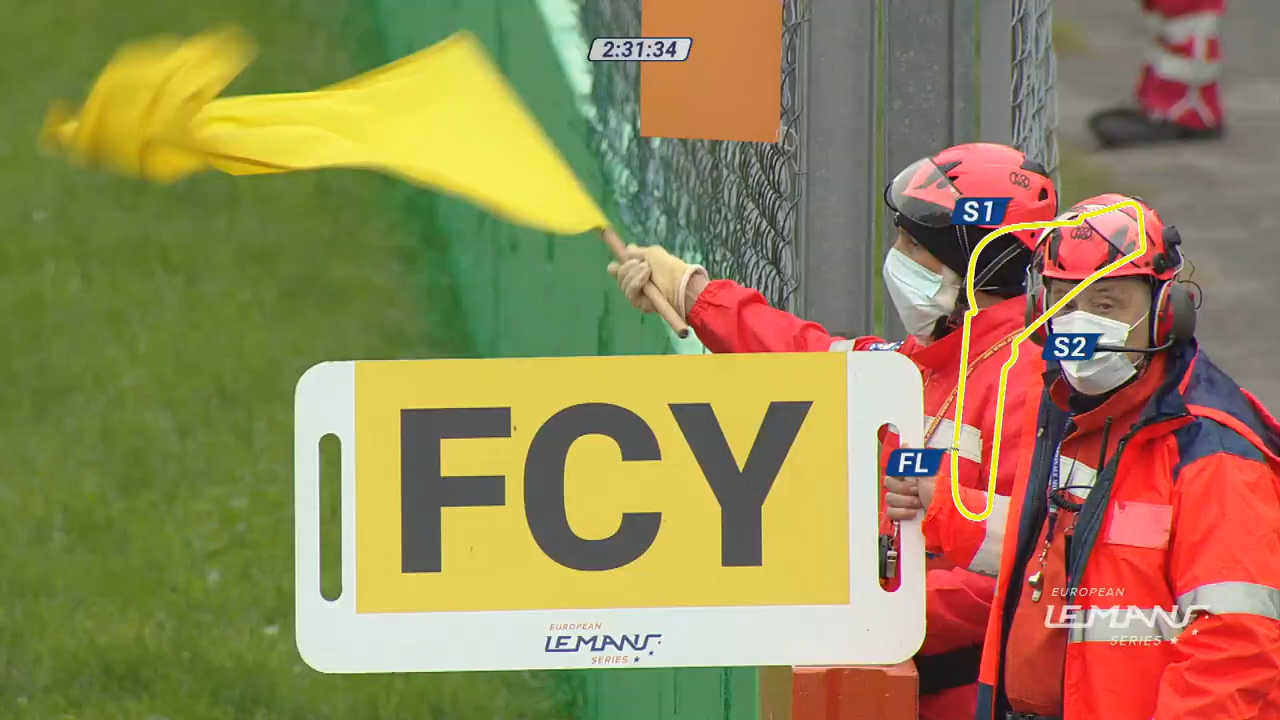 2:31:34
S1
S2
FCY
FL
EUROPEAN
LEMANS
SERIES
EUROPEAN
LEMANS
SERIES